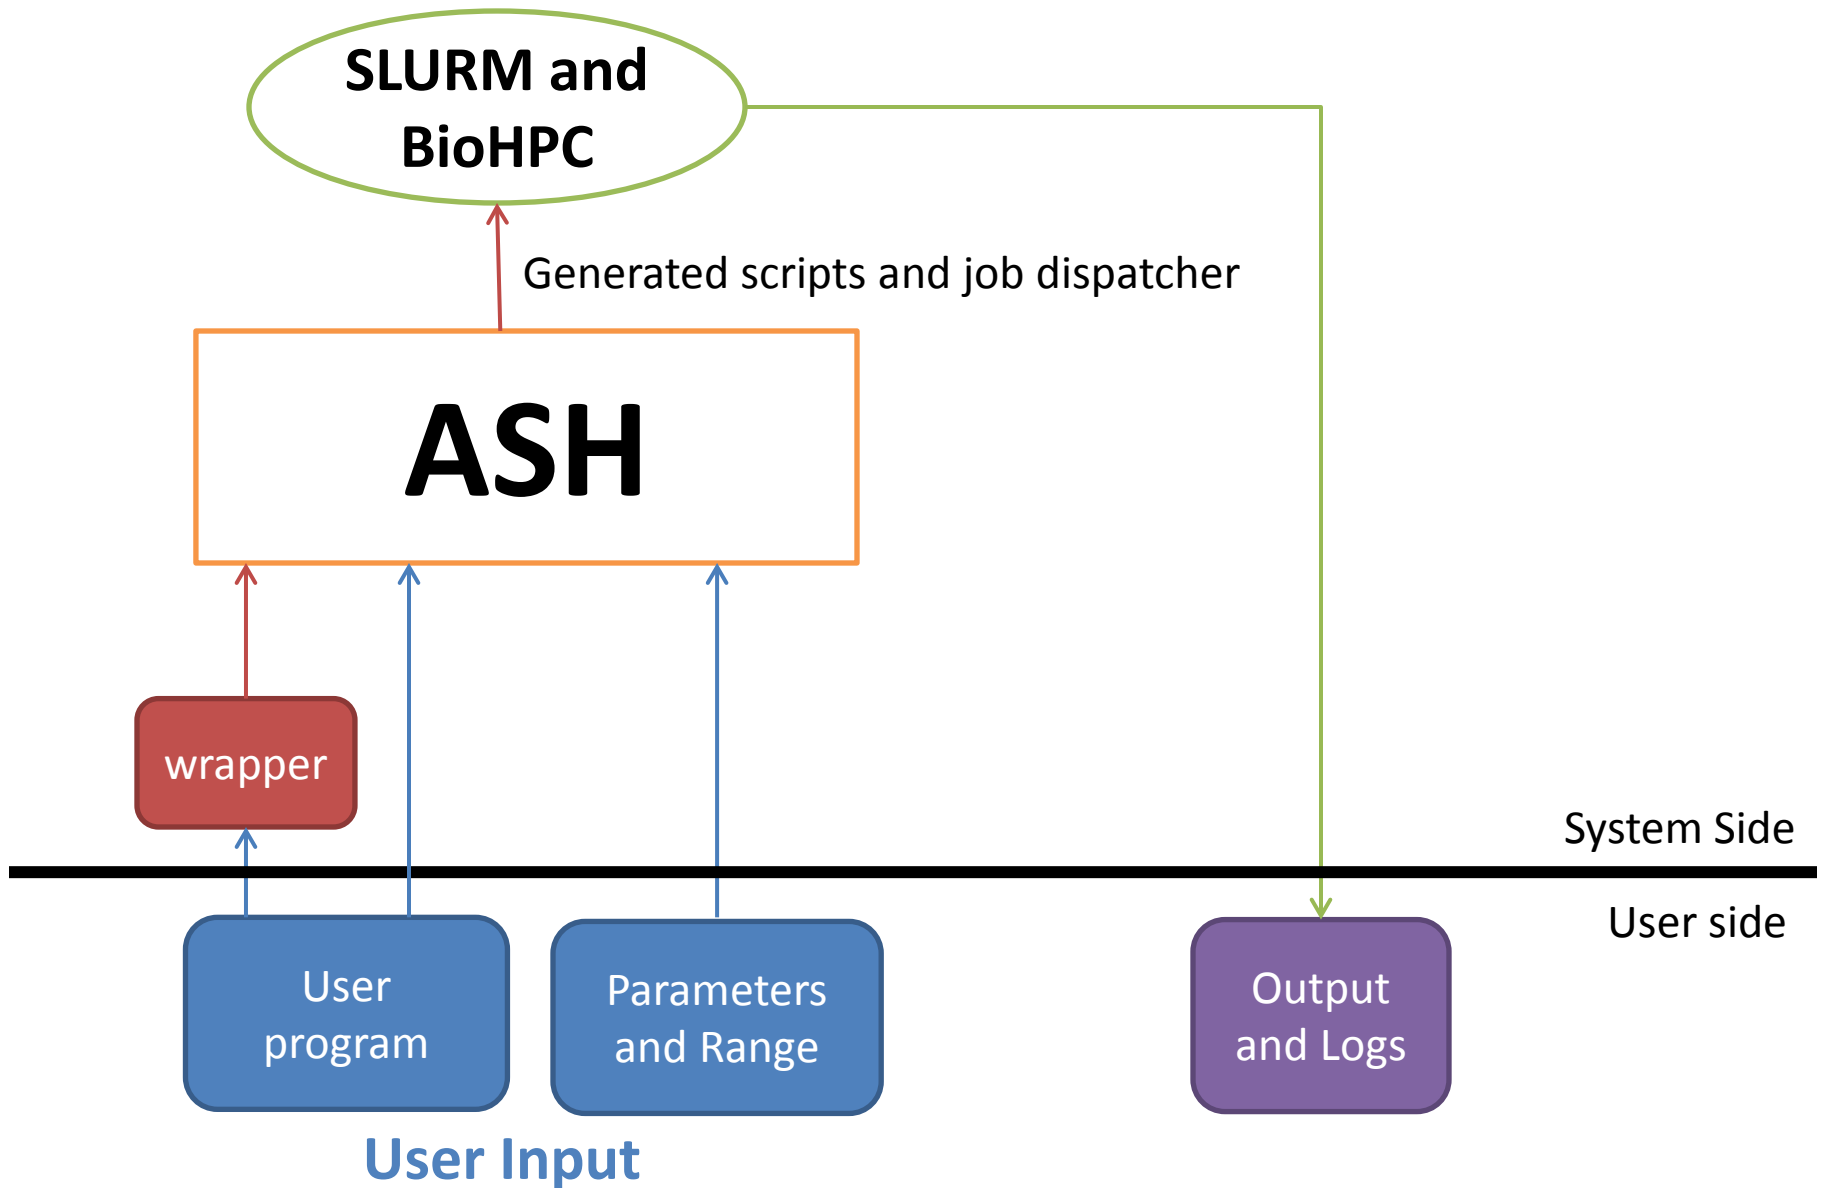 SLURM and
BioHPC
Generated scripts and job dispatcher
ASH
wrapper
System Side
User side
User
program
Parameters
and Range
Output
and Logs
User Input